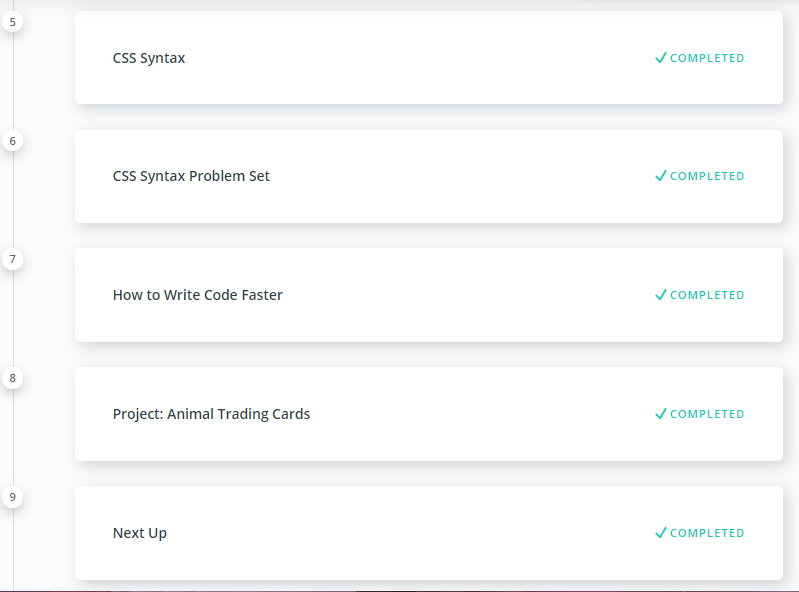 5
CSS Syntax
COMPLETED
6
CSS Syntax Problem Set
COMPLETED
7
How to Write Code Faster
COMPLETED
8
Project: Animal Trading Cards
COMPLETED
9
Next Up
COMPLETED